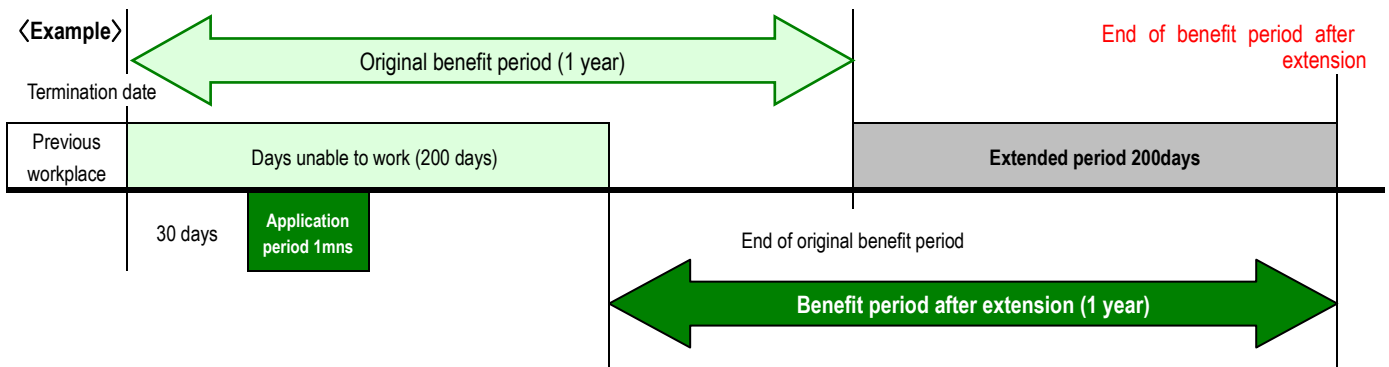 〈Example〉
Original benefit period (1 year)
End of benefit period after
extension
Termination date
Previous
workplace
Days unable to work (200 days)
Extended period 200days
30 days
Application
period 1mns
End of original benefit period
Benefit period after extension (1 year)